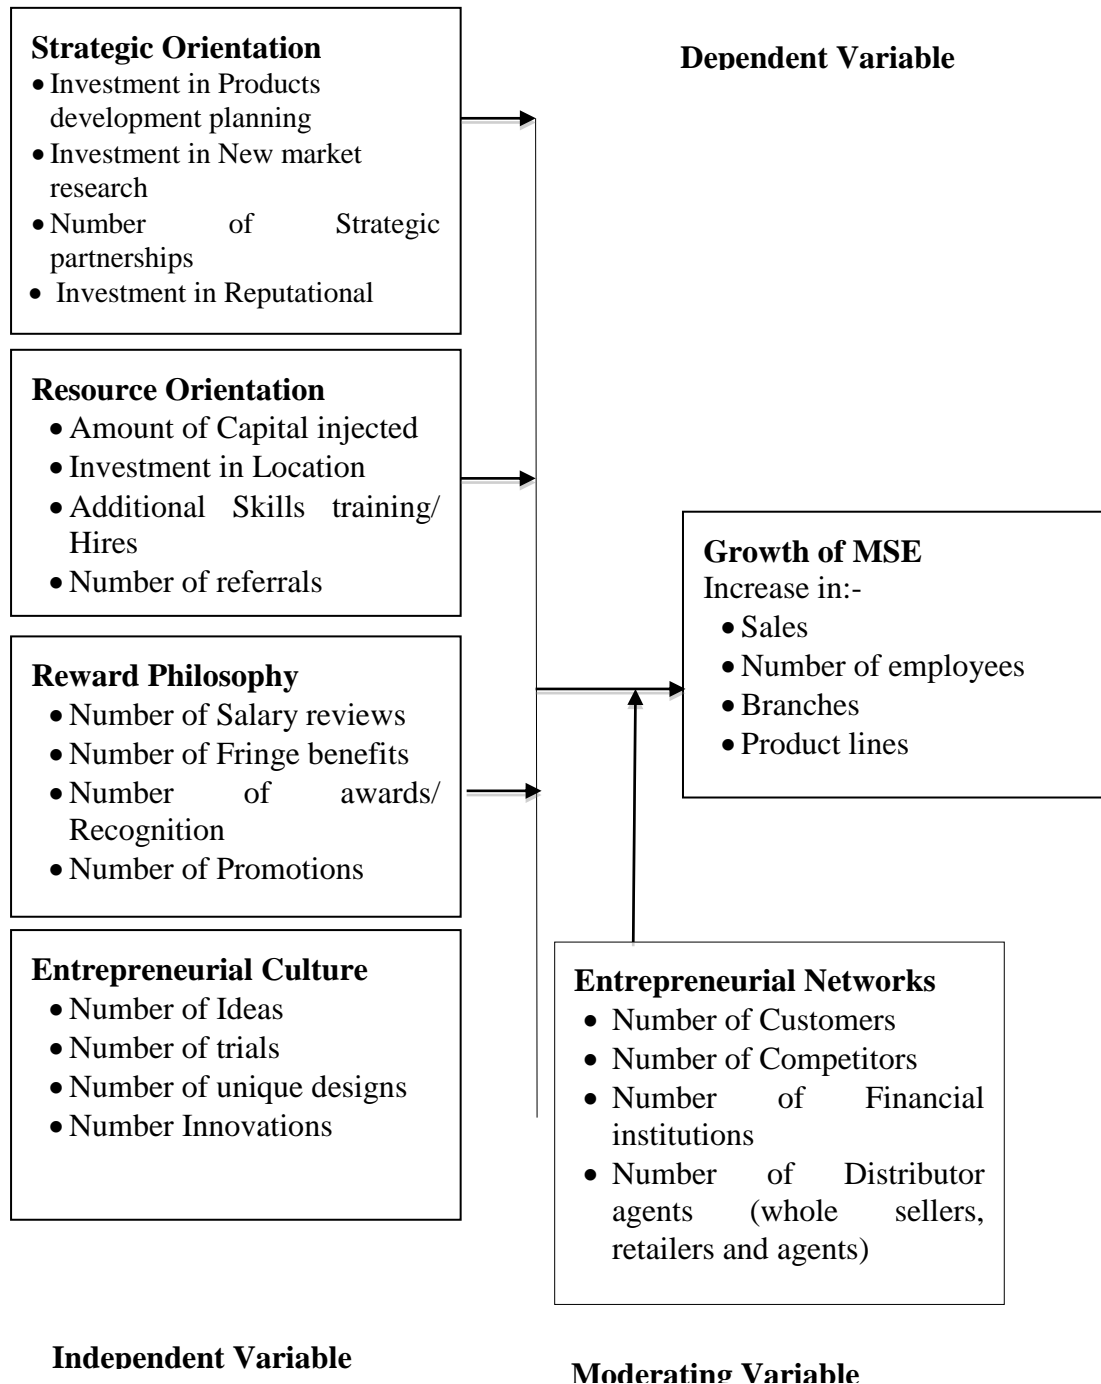 Strategic Orientation
• Investment in Products
development planning
• Investment in New market
research
• Number of Strategic
partnerships
• Investment in Reputational
Dependent Variable
Resource Orientation
• Amount of Capital injected
• Investment in Location
• Additional Skills training/
Hires
• Number of referrals
Growth of MSE
Increase in:-
• Sales
• Number of employees
• Branches
• Product lines
Reward Philosophy
• Number of Salary reviews
• Number of Fringe benefits
• Number of awards/
Recognition
• Number of Promotions
Entrepreneurial Culture
• Number of Ideas
• Number of trials
• Number of unique designs
• Number Innovations
Entrepreneurial Networks
• Number of Customers
• Number of Competitors
• Number of Financial
institutions
• Number of Distributor
agents (whole sellers,
retailers and agents)
Independent Variable
Moderating Variable